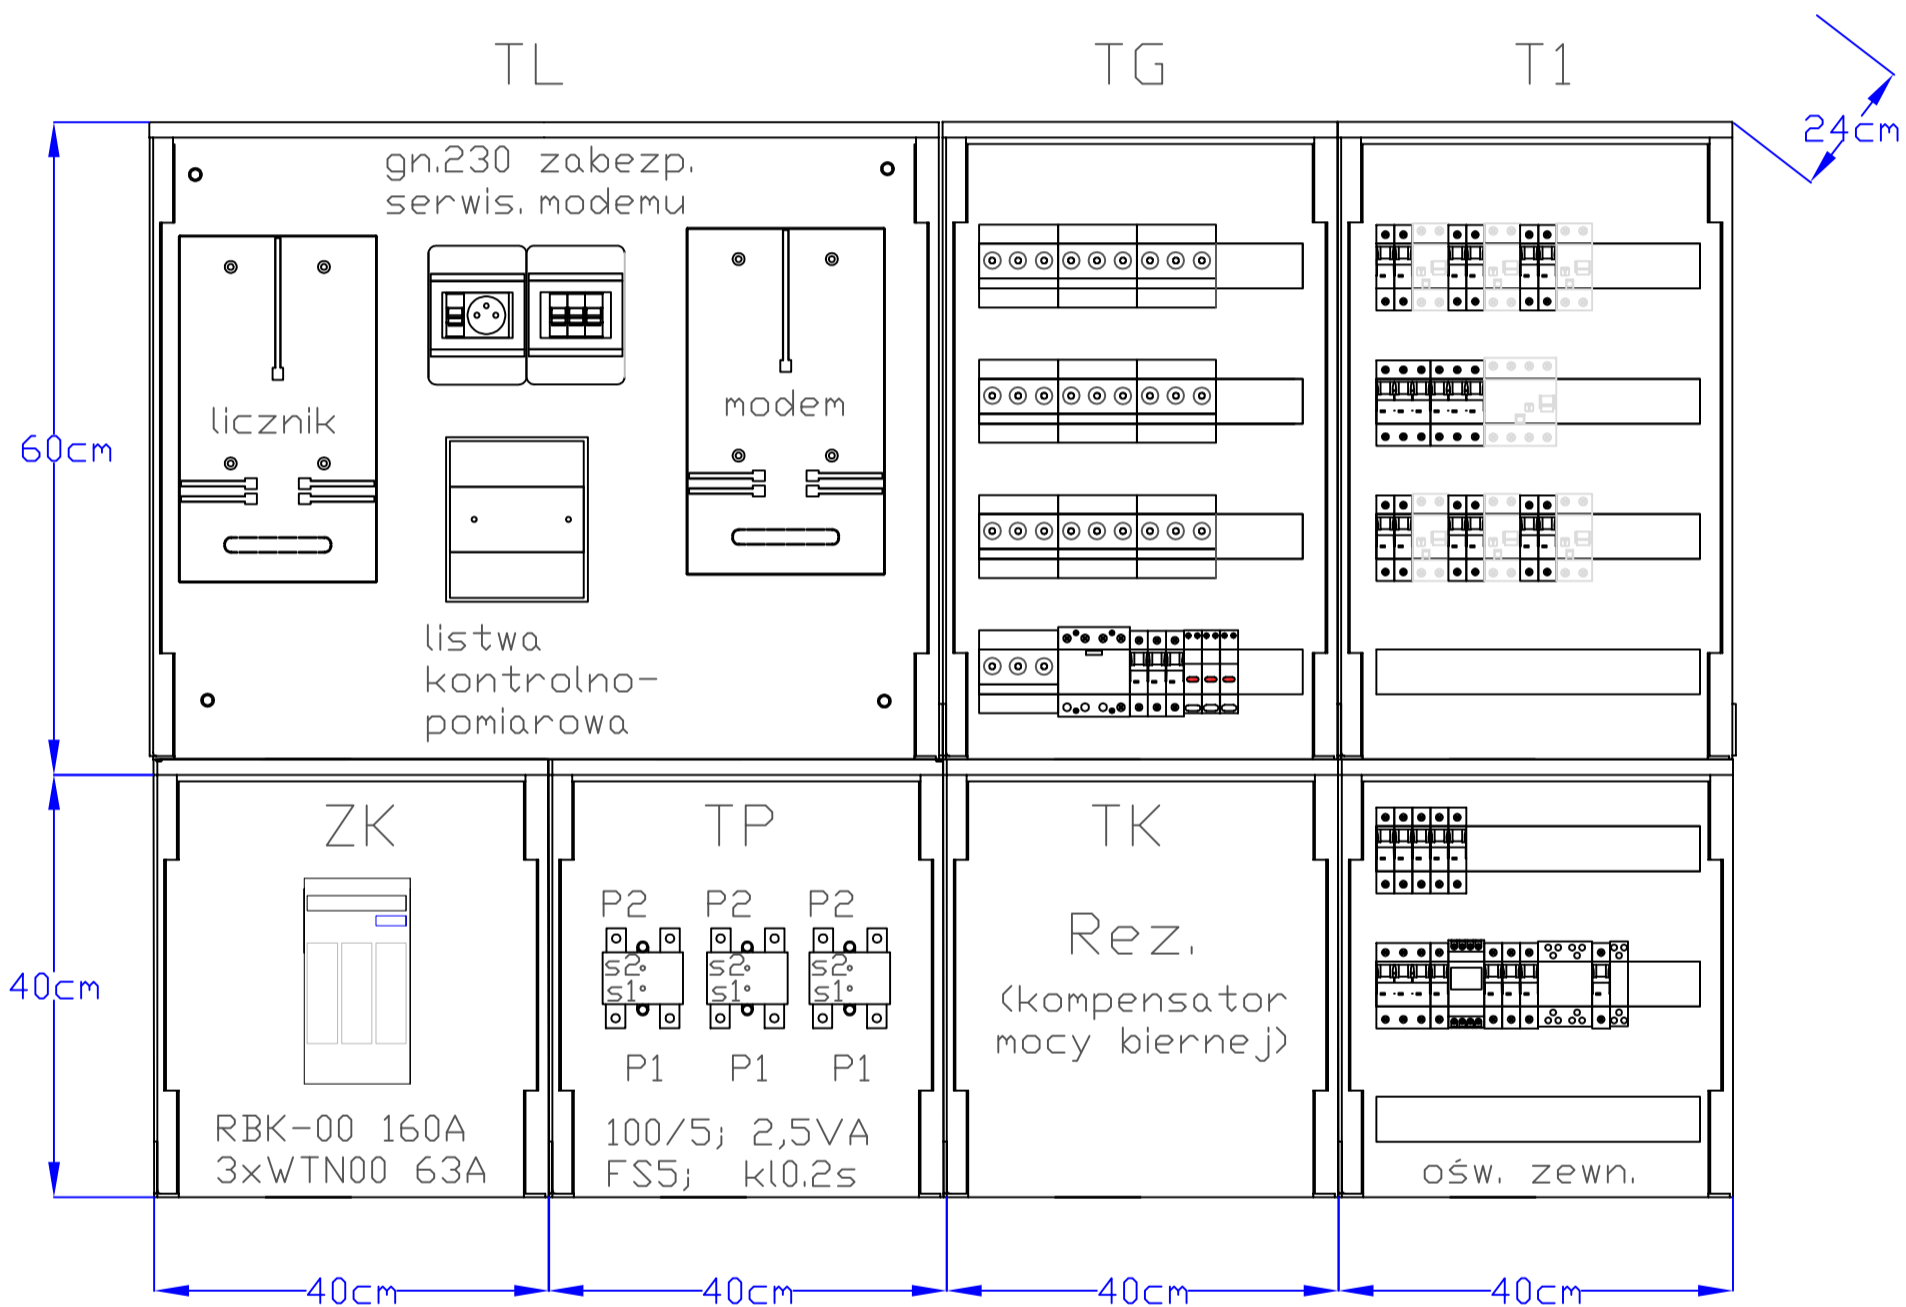 TL
TG
T1
24cm
gn.230 zabezp.
serwis. modemu
licznik
modem
60cm
listwa
kontrolno-
pomiarowa
ZK
TP
TK
P2 P2 P2
Rez.
s2 s2 s2
s1 s1 s1
40cm
(kompensator
mocy biernej)
P1 P1 P1
RBK-00 160A
3xWTN00 63A
100/5; 2,5VA
FS5; kl0.2s
ośw. zewn.
40cm 40cm 40cm 40cm